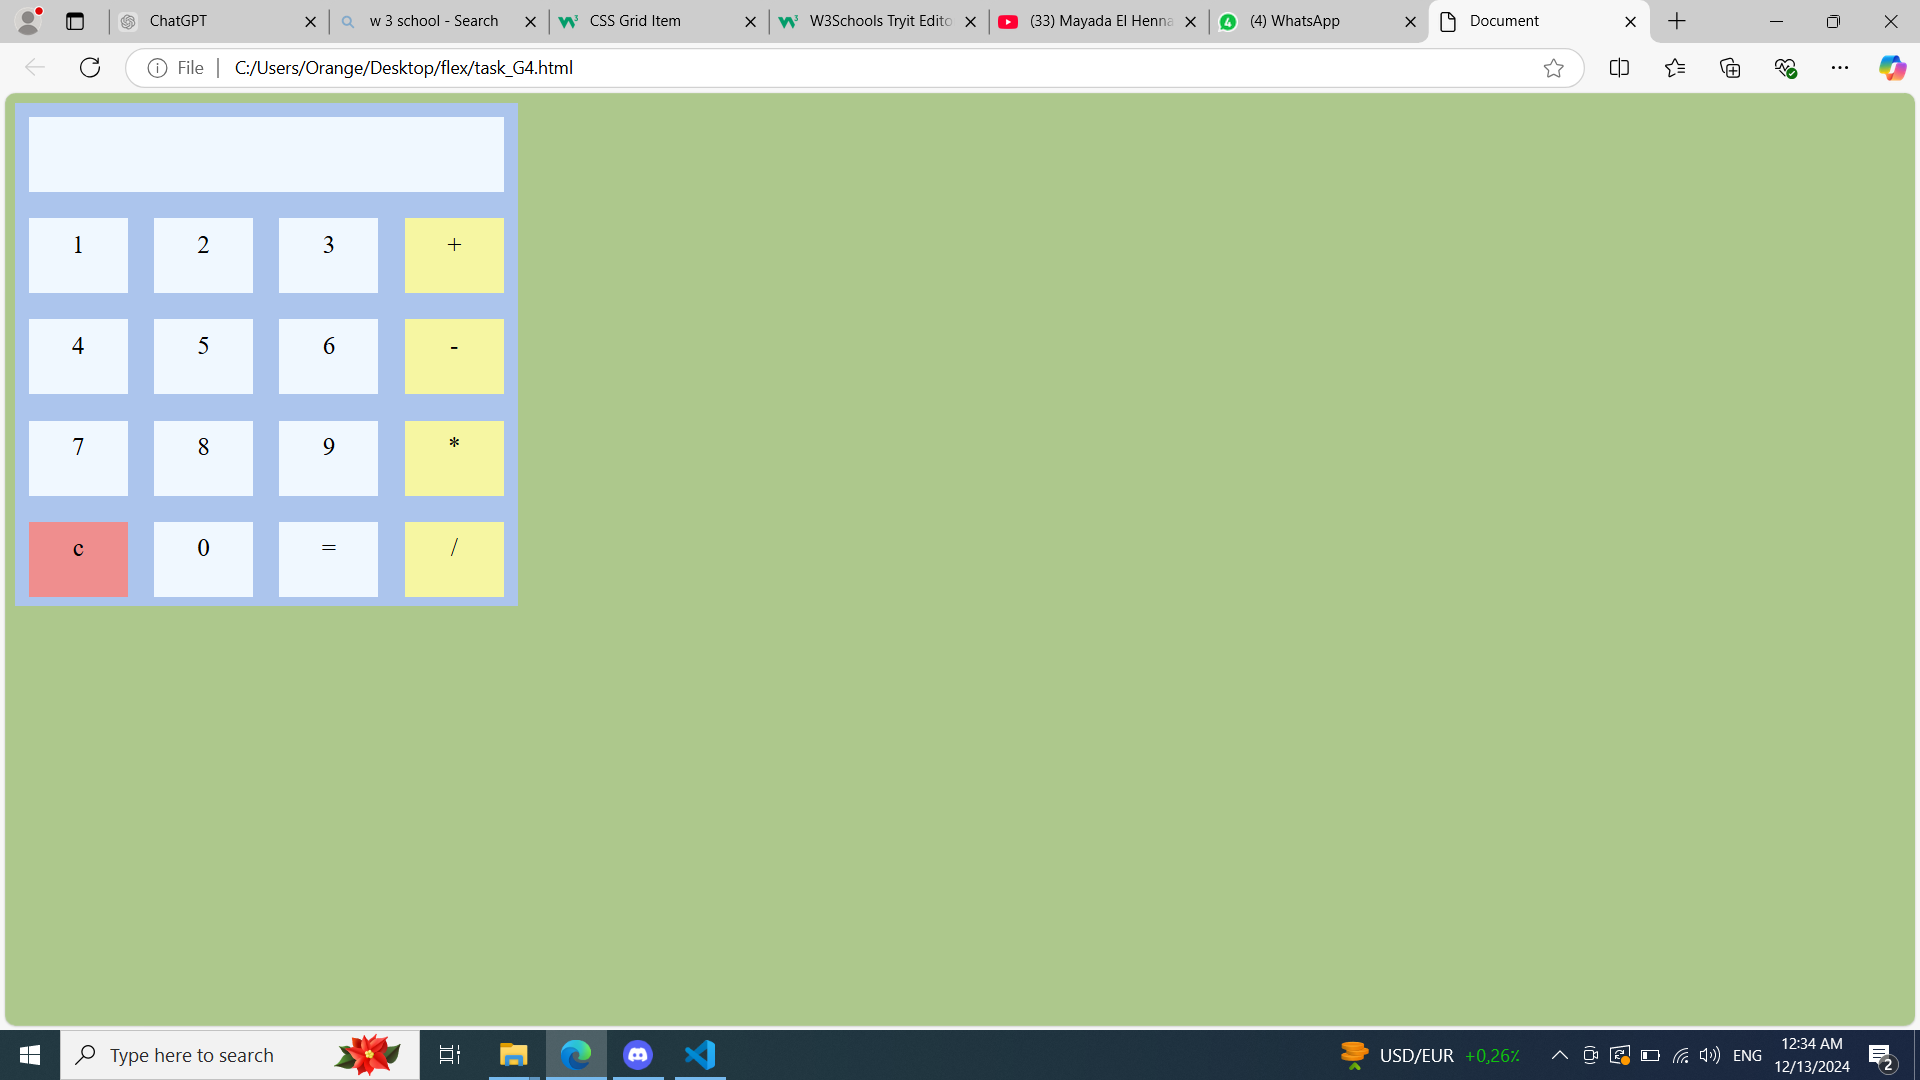 ChatGPT
w 3 school - Search
CSS Grid Item
W3Schools Tryit Edito
(33) Mayada El Henna
(4) WhatsApp
Document
File
C:/Users/Orange/Desktop/flex/task_G4.html
1 2 3 +
4 5 6 -
7 8 9 *
c 0 = /
Type here to search
USD/EUR +0,26%
ENG
12:34 AM
12/13/2024
2